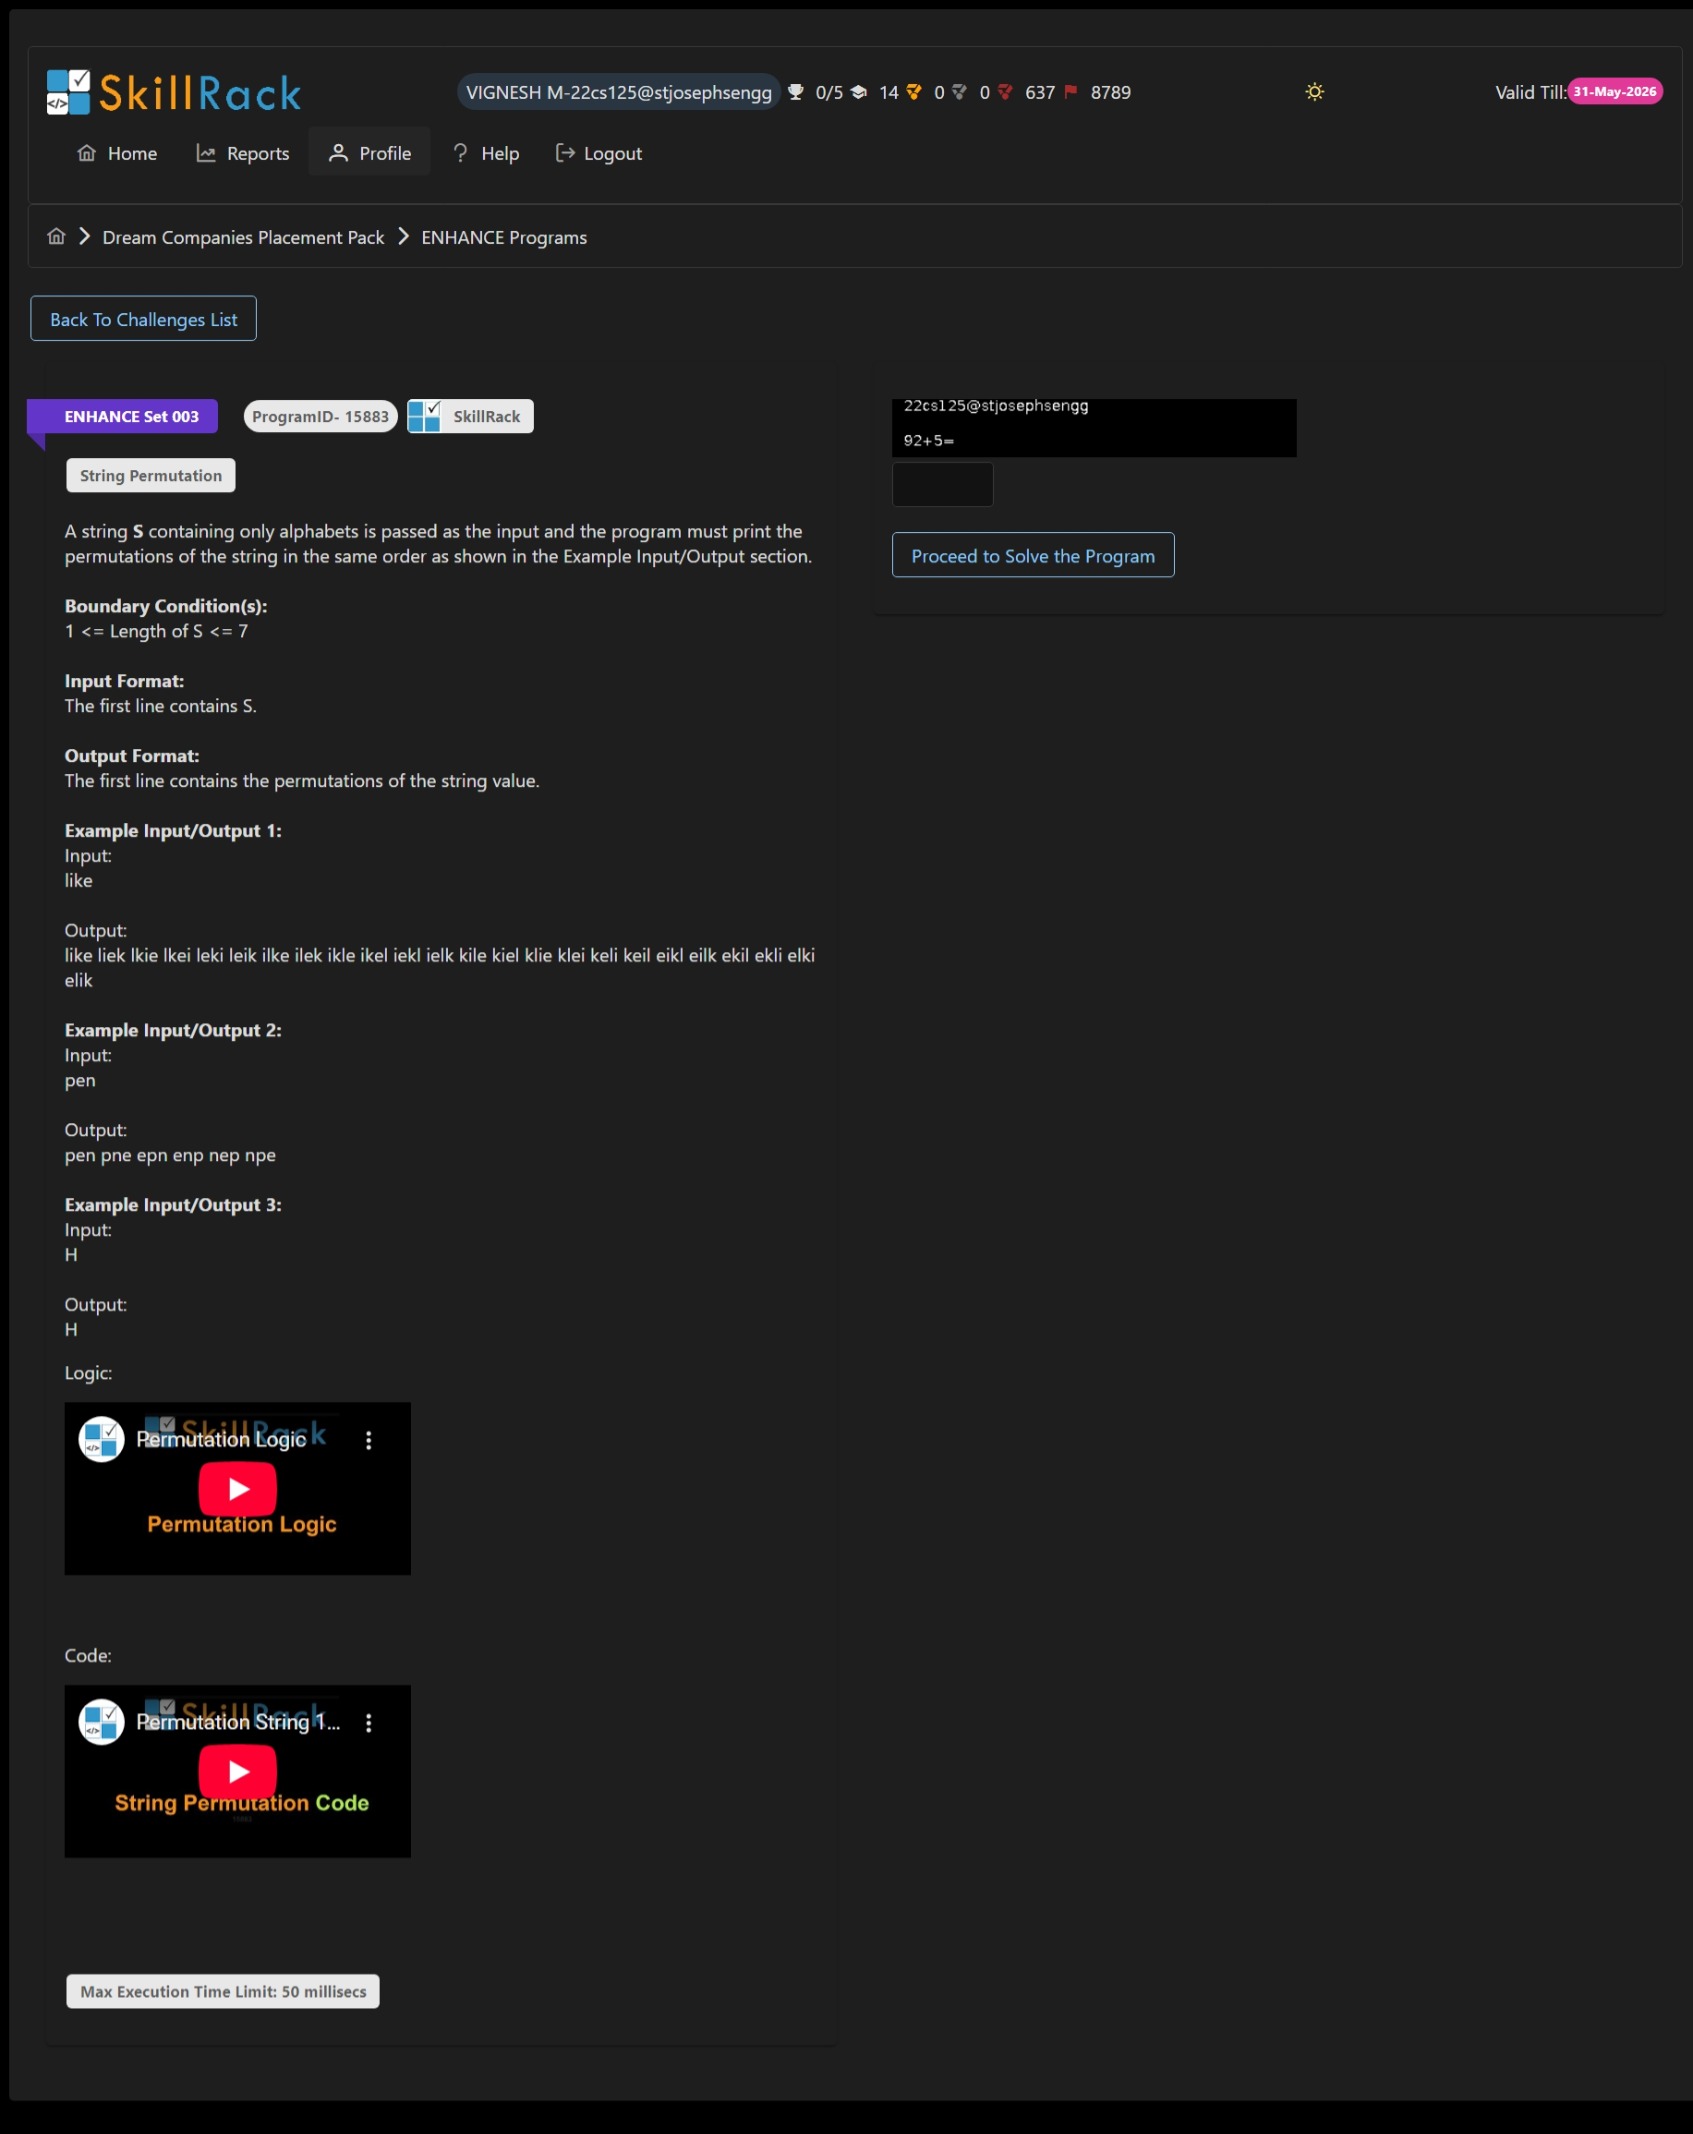 SkillRack
VIGNESH M-22cs125@stjosephsengg 0/5 14 0 0 637 8789
Valid Till: 31-May-2026
Home Reports Profile Help Logout
Dream Companies Placement Pack ENHANCE Programs
Back To Challenges List
ENHANCE Set 003 ProgramID- 15883 SkillRack
String Permutation
A string S containing only alphabets is passed as the input and the program must print the
permutations of the string in the same order as shown in the Example Input/Output section.
Boundary Condition(s):
1 <= Length of S <= 7
Input Format:
The first line contains S.
Output Format:
The first line contains the permutations of the string value.
Example Input/Output 1:
Input:
like
Output:
like liek lkie lkei leki leik ilke ilek ikle ikel iekl ielk kile kiel klie klei keli keil eikl eilk ekil ekli elki
elik
Example Input/Output 2:
Input:
pen
Output:
pen pne epn enp nep npe
Example Input/Output 3:
Input:
H
Output:
H
Logic:
SkillRack
Permutation Logic
Permutation Logic
Code:
SkillRack
Permutation String 1...
String Permutation Code
Max Execution Time Limit: 50 millisecs
22cs125@stjosephsengg
92+5=
Proceed to Solve the Program